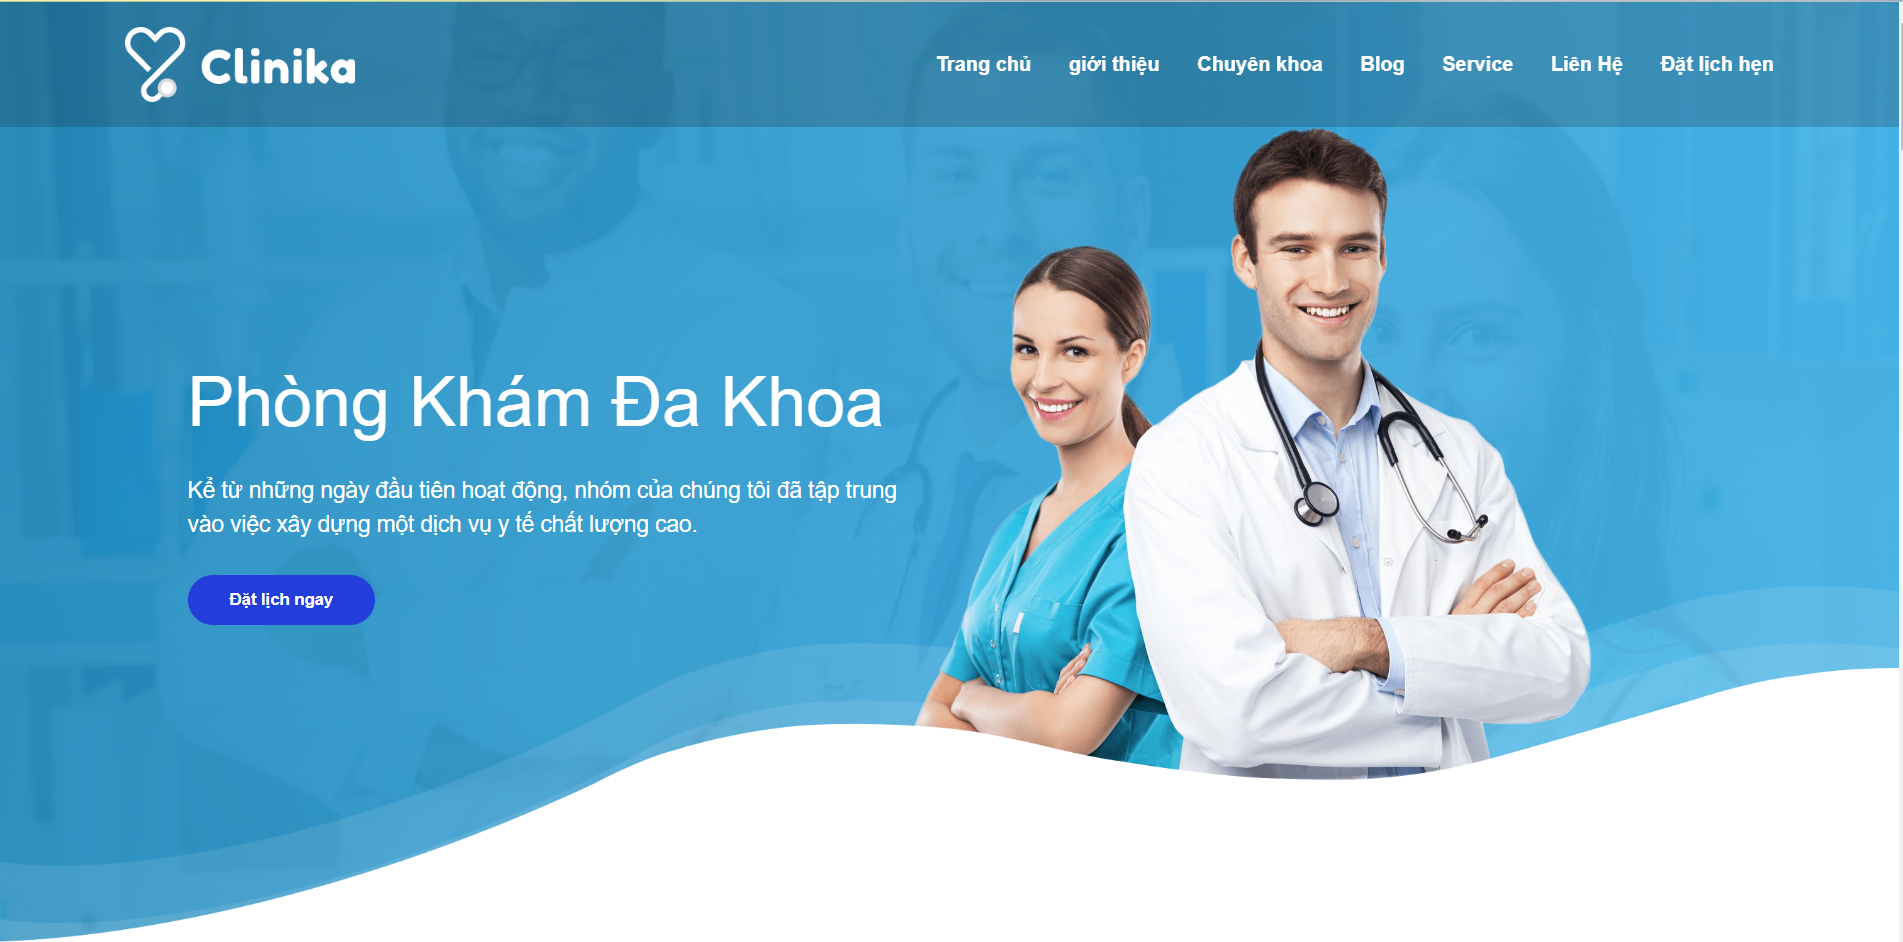 Clinika
Trang chủ giới thiệu Chuyên khoa Blog Service Liên Hệ Đặt lịch hẹn
Phòng Khám Đa Khoa
Kể từ những ngày đầu tiên hoạt động, nhóm của chúng tôi đã tập trung
vào việc xây dựng một dịch vụ y tế chất lượng cao.
Đặt lịch ngay